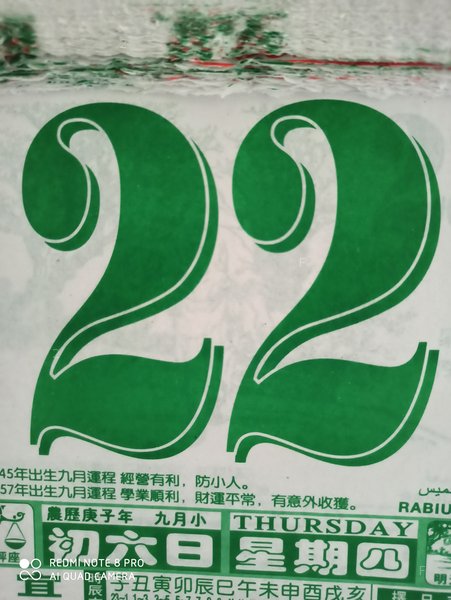 22
45年出生九月運程 經營有利，防小人。
57年出生九月運程 學業順利，財運平常，有意外收獲。
الخميس
RABIU
農歷庚子年 九月小
THURSDAY
初六日 星期四
秤座
丑寅卯辰巳午未申酉戌亥
REDMI NOTE 8 PRO
AI QUAD CAMERA